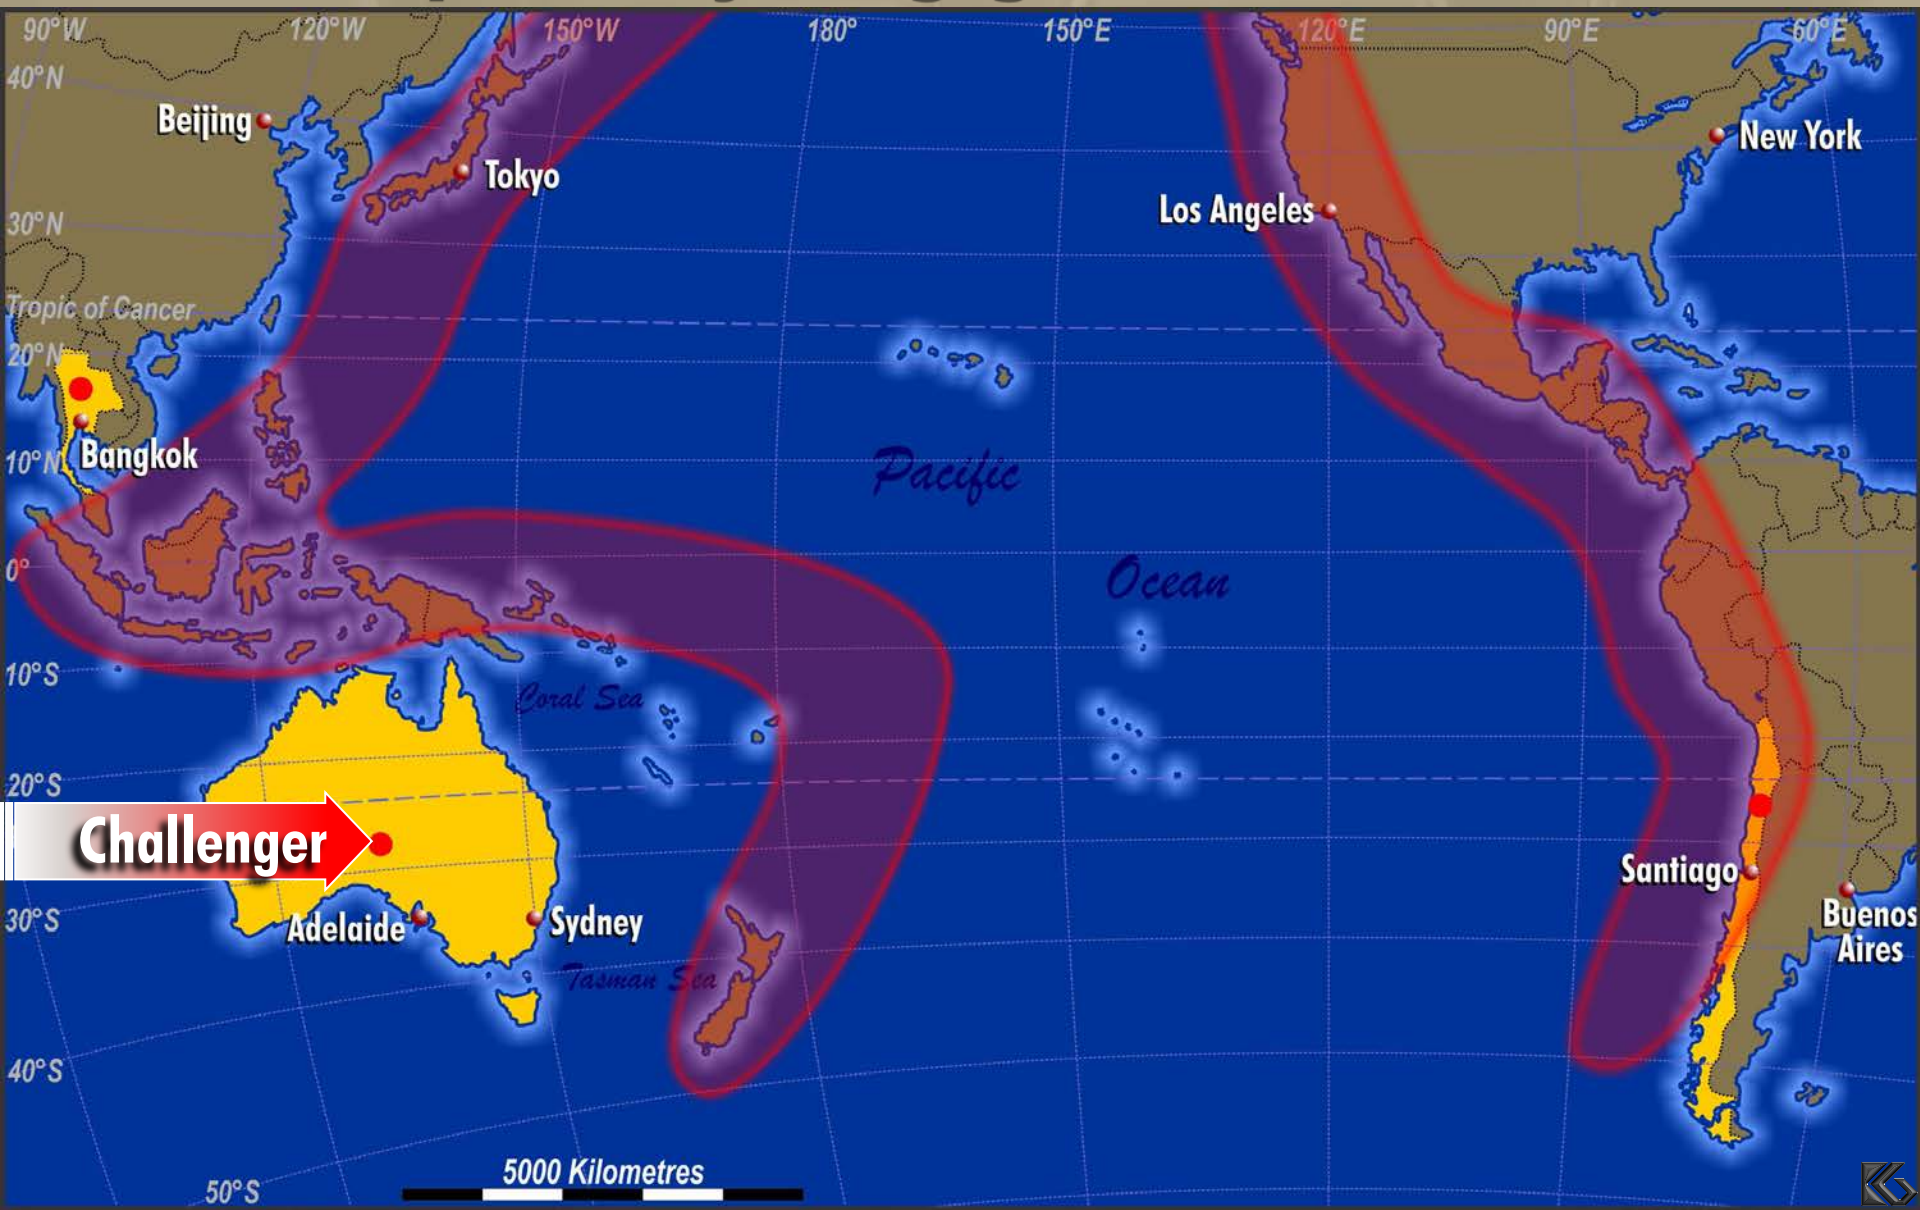 90°W 120°W 150°W 180° 150°E 120°E 90°E 60°E
40°N
Beijing
New York
Tokyo
Los Angeles
30°N
Tropic of Cancer
20°N
Bangkok
10°N
Pacific
0°
Ocean
10°S
Coral Sea
20°S
Challenger
Santiago
30°S
Adelaide
Sydney
Buenos
Aires
Tasman Sea
40°S
5000 Kilometres
50°S